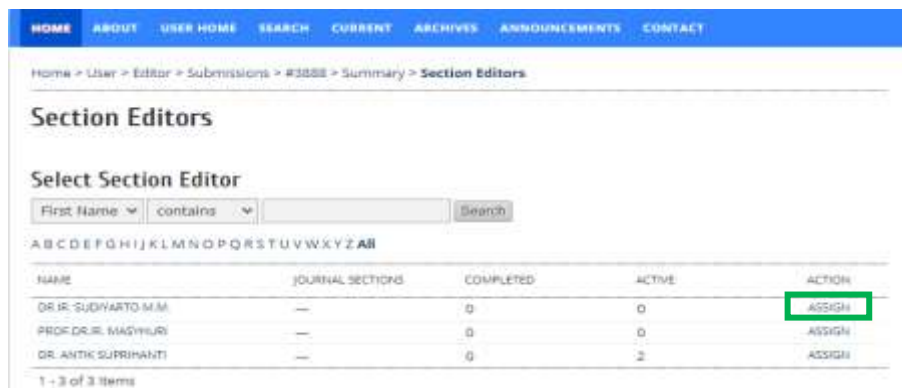 HOME ABOUT USER HOME SEARCH CURRENT ARCHIVES ANNOUNCEMENTS CONTACT
Home > User > Editor > Submissions > #3888 > Summary > Section Editors
Section Editors
Select Section Editor
First Name contains Search
A B C D E F G H I J K L M N O P Q R S T U V W X Y Z All
NAME JOURNAL SECTIONS COMPLETED ACTIVE ACTION
DR.IR. SUDIYARTO M.M. — 0 0 ASSIGN
PROF.DR.IR. MASYHURI — 0 0 ASSIGN
DR. ANTIK SUPRIHANTI — 0 2 ASSIGN
1 - 3 of 3 Items